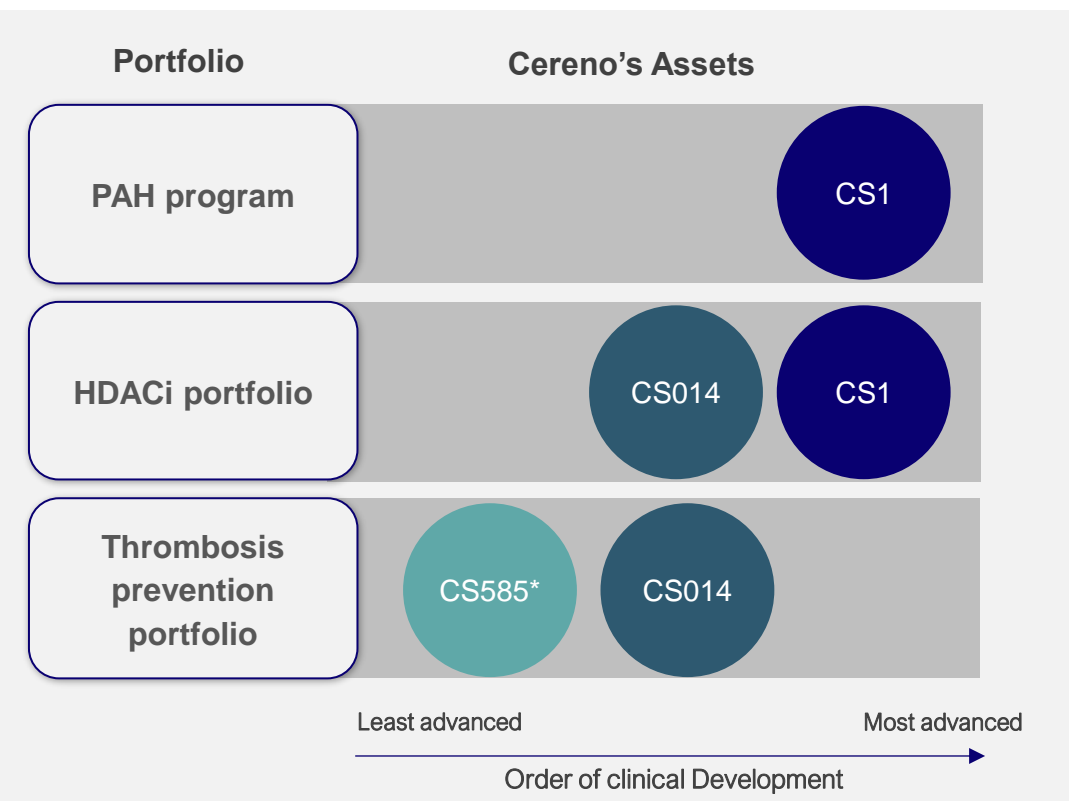 Portfolio
Cereno's Assets
PAH program
CS1
HDACi portfolio
CS014
CS1
Thrombosis
prevention
portfolio
CS585*
CS014
Least advanced
Most advanced
Order of clinical Development